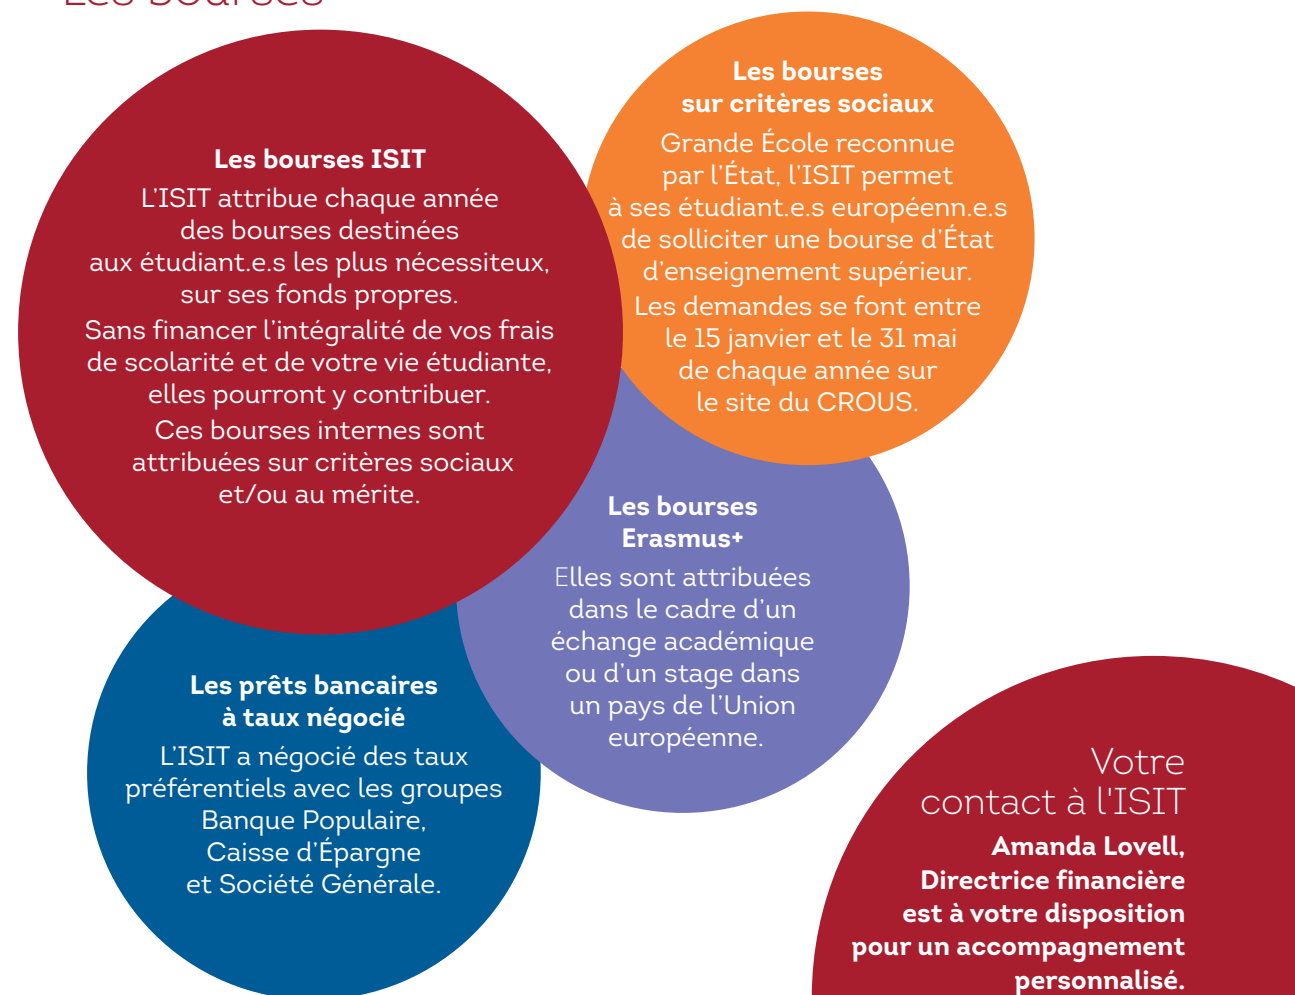 Les bourses
Les bourses ISIT
L'ISIT attribue chaque année
des bourses destinées
aux étudiant.e.s les plus nécessiteux,
sur ses fonds propres.
Sans financer l'intégralité de vos frais
de scolarité et de votre vie étudiante,
elles pourront y contribuer.
Ces bourses internes sont
attribuées sur critères sociaux
et/ou au mérite.
Les bourses
sur critères sociaux
Grande École reconnue
par l'État, l'ISIT permet
à ses étudiant.e.s européenn.e.s
de solliciter une bourse d'État
d'enseignement supérieur.
Les demandes se font entre
le 15 janvier et le 31 mai
de chaque année sur
le site du CROUS.
Les bourses
Erasmus+
Elles sont attribuées
dans le cadre d'un
échange académique
ou d'un stage dans
un pays de l'Union
européenne.
Les prêts bancaires
à taux négocié
L'ISIT a négocié des taux
préférentiels avec les groupes
Banque Populaire,
Caisse d'Épargne
et Société Générale.
Votre
contact à l'ISIT
Amanda Lovell,
Directrice financière
est à votre disposition
pour un accompagnement
personnalisé.